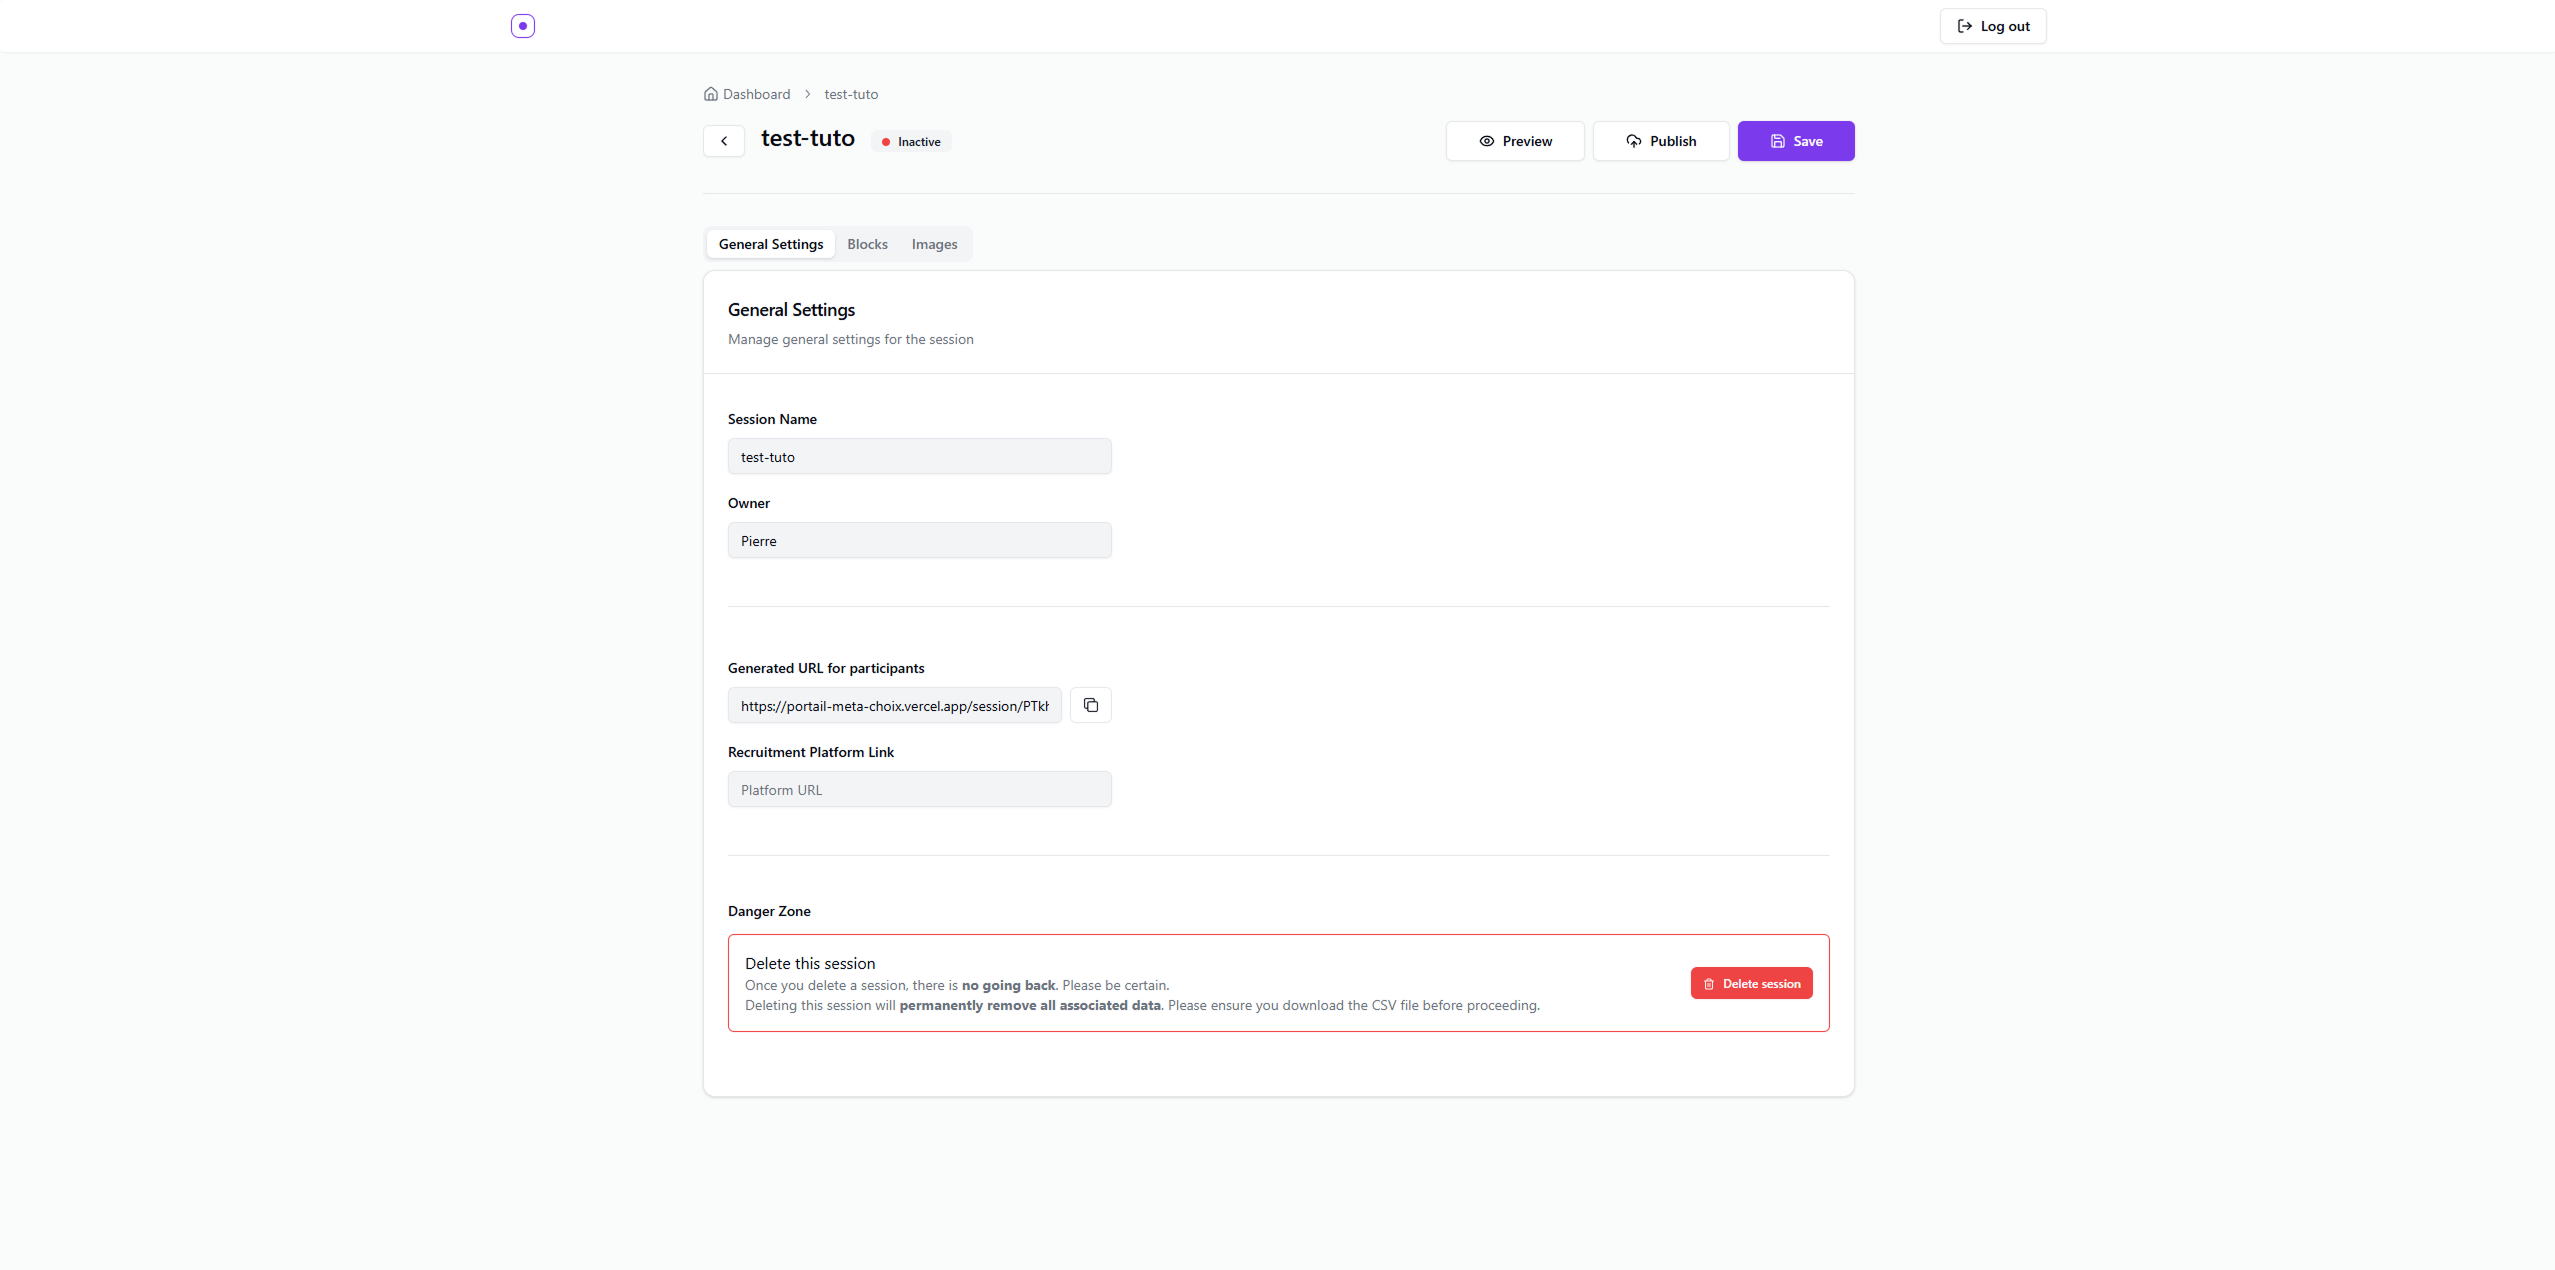 Log out
Dashboard > test-tuto
test-tuto Inactive
Preview Publish Save
General Settings Blocks Images
General Settings
Manage general settings for the session
Session Name
test-tuto
Owner
Pierre
Generated URL for participants
https://portail-meta-choix.vercel.app/session/PTkh
Recruitment Platform Link
Platform URL
Danger Zone
Delete this session
Once you delete a session, there is no going back. Please be certain.
Deleting this session will permanently remove all associated data. Please ensure you download the CSV file before proceeding.
Delete session